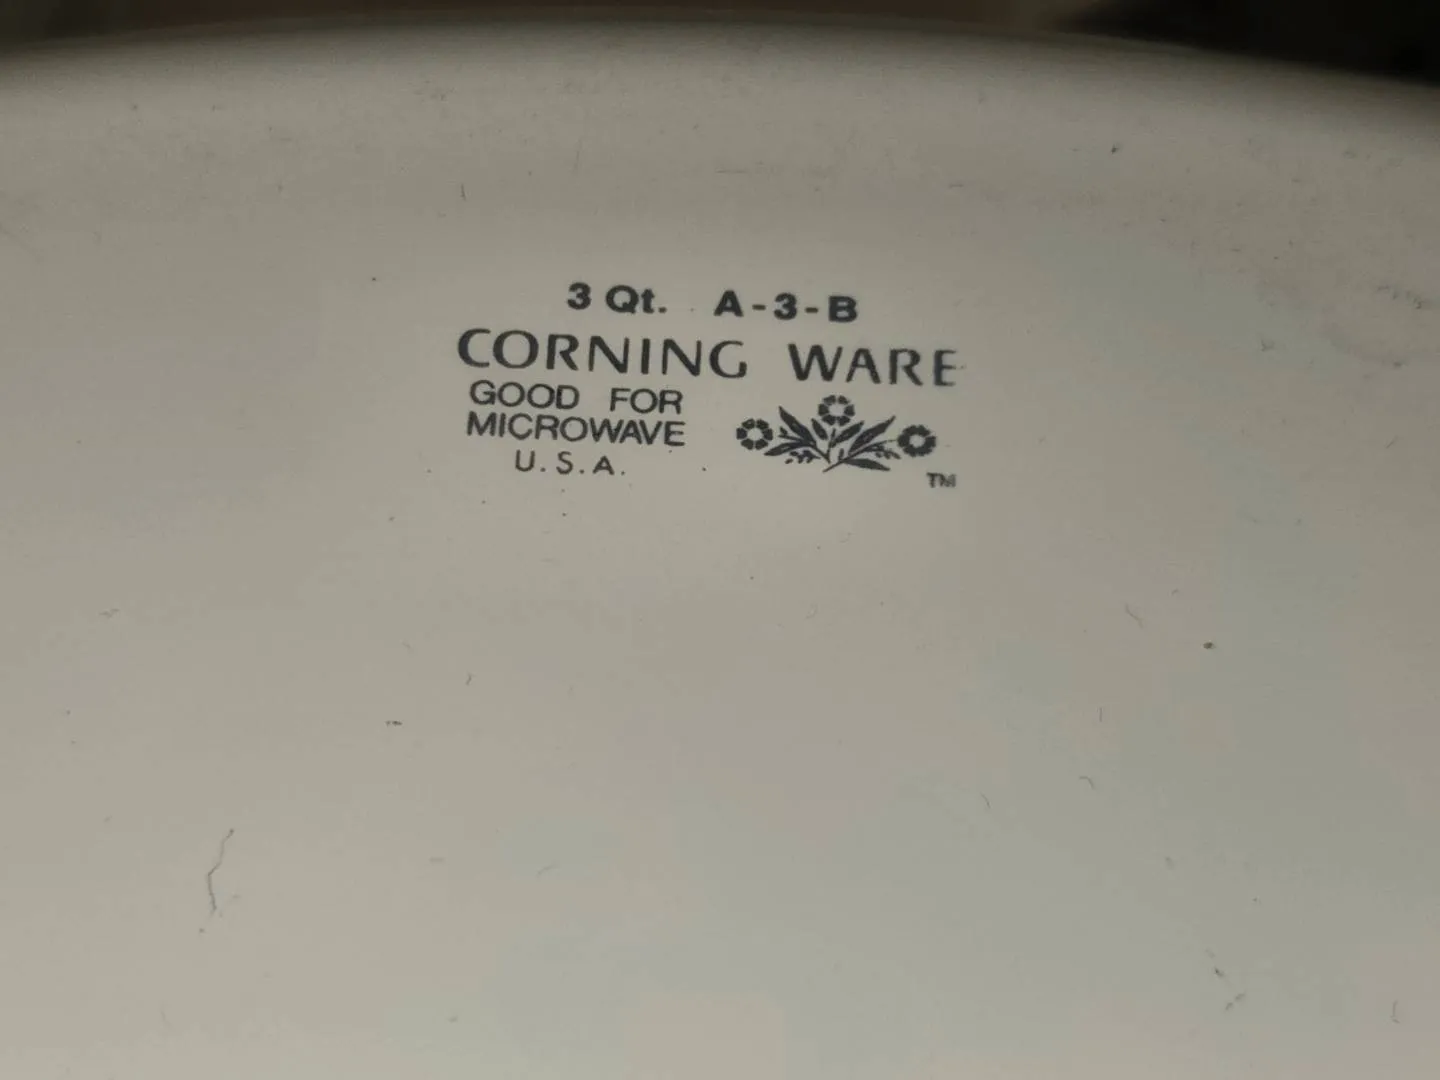 3 Qt. A-3-B
CORNING WARE
GOOD FOR
MICROWAVE
U.S.A.
TM